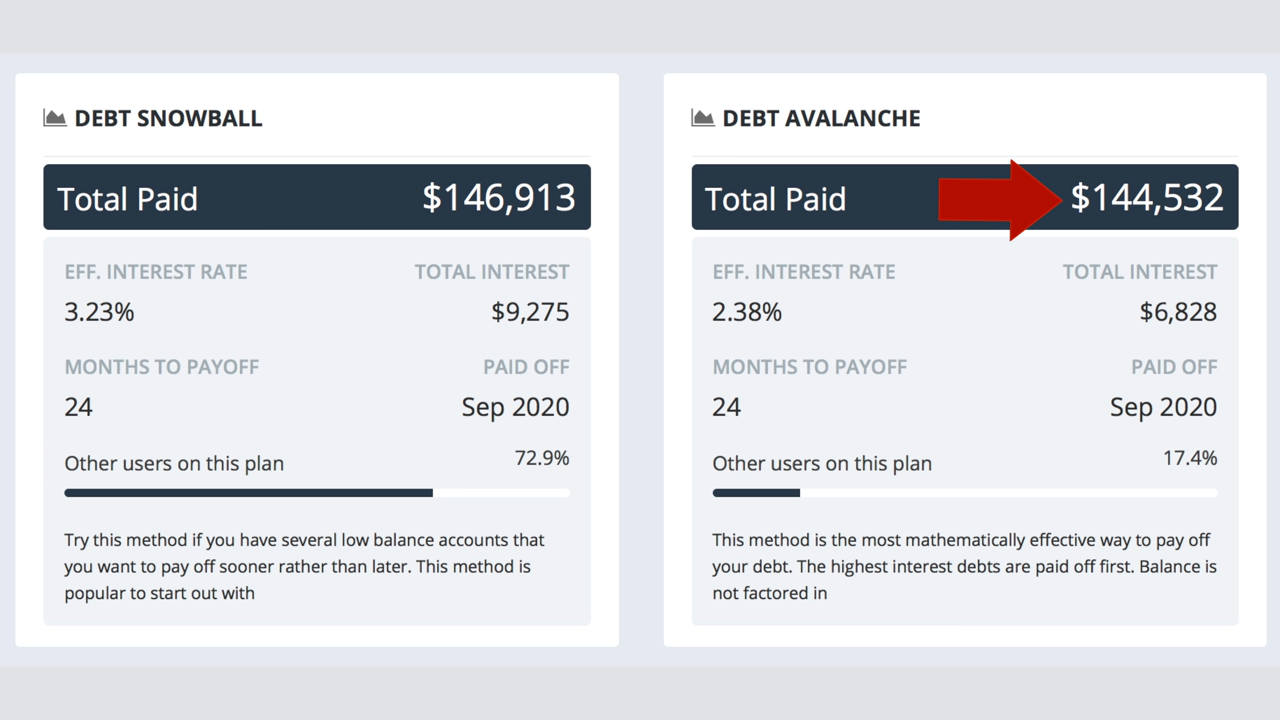 DEBT SNOWBALL
Total Paid $146,913
EFF. INTEREST RATE TOTAL INTEREST
3.23% $9,275
MONTHS TO PAYOFF PAID OFF
24 Sep 2020
Other users on this plan 72.9%
Try this method if you have several low balance accounts that
you want to pay off sooner rather than later. This method is
popular to start out with
DEBT AVALANCHE
Total Paid $144,532
EFF. INTEREST RATE TOTAL INTEREST
2.38% $6,828
MONTHS TO PAYOFF PAID OFF
24 Sep 2020
Other users on this plan 17.4%
This method is the most mathematically effective way to pay off
your debt. The highest interest debts are paid off first. Balance is
not factored in